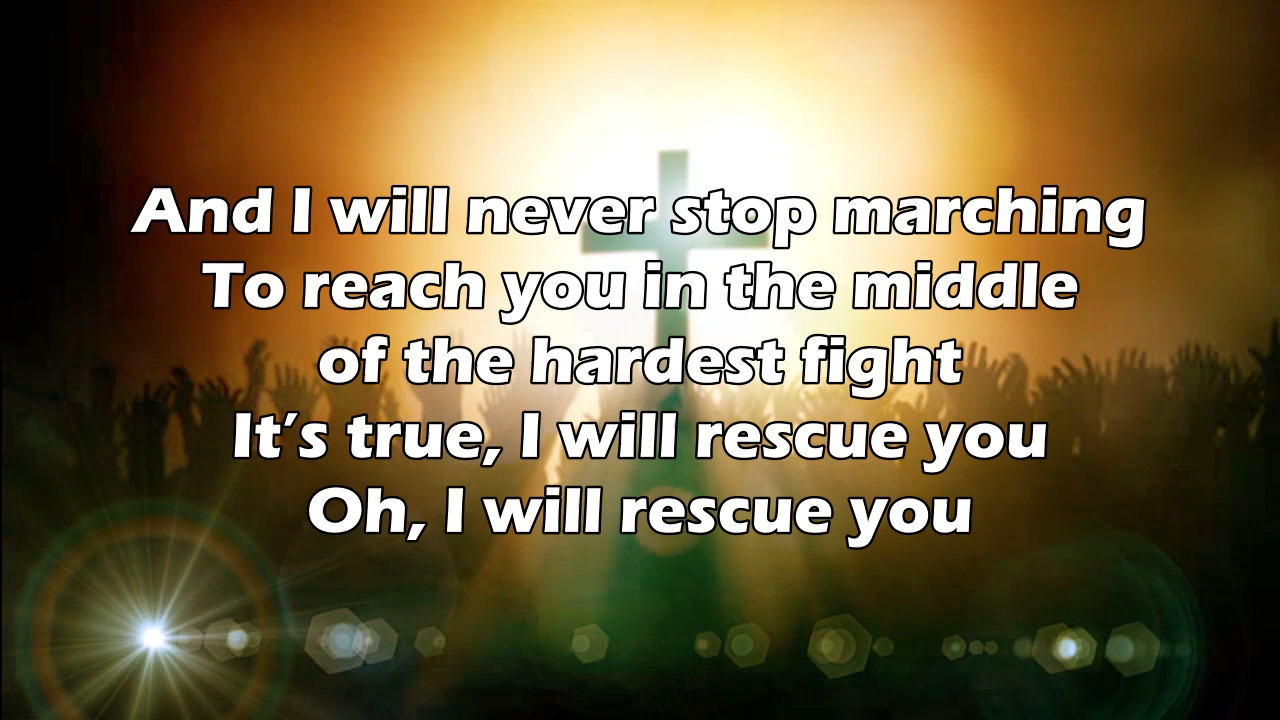 And I will never stop marching
To reach you in the middle
of the hardest fight
It’s true, I will rescue you
Oh, I will rescue you